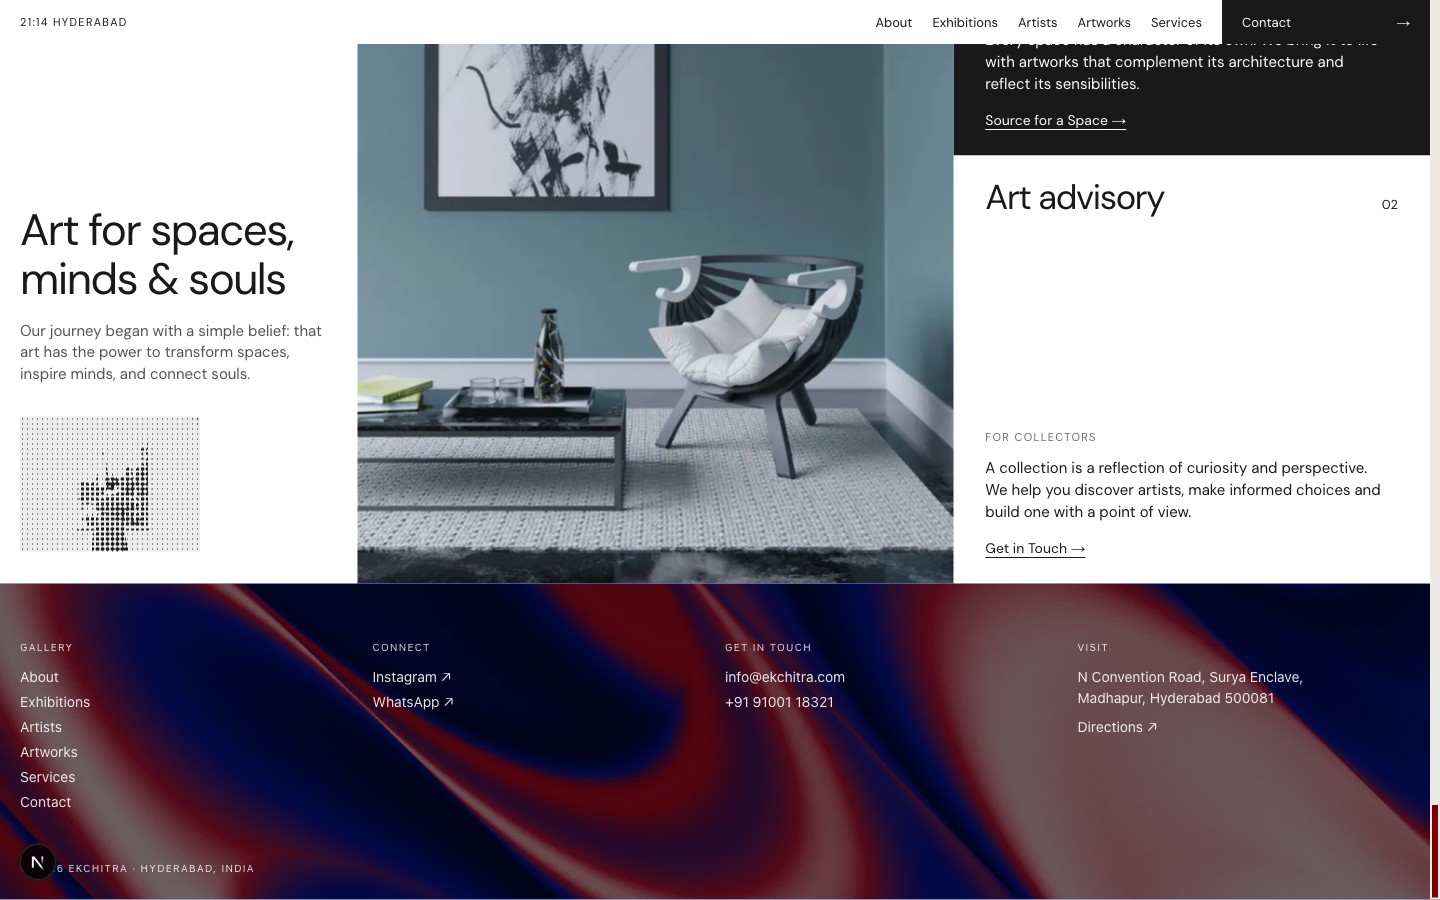 21:14 HYDERABAD
About Exhibitions Artists Artworks Services Contact →
Art for spaces,
minds & souls
Our journey began with a simple belief: that
art has the power to transform spaces,
inspire minds, and connect souls.
with artworks that complement its architecture and
reflect its sensibilities.
Source for a Space →
Art advisory
02
FOR COLLECTORS
A collection is a reflection of curiosity and perspective.
We help you discover artists, make informed choices and
build one with a point of view.
Get in Touch →
GALLERY
About
Exhibitions
Artists
Artworks
Services
Contact
CONNECT
Instagram ↗
WhatsApp ↗
GET IN TOUCH
info@ekchitra.com
+91 91001 18321
VISIT
N Convention Road, Surya Enclave,
Madhapur, Hyderabad 500081
Directions ↗
N
6 EKCHITRA · HYDERABAD, INDIA